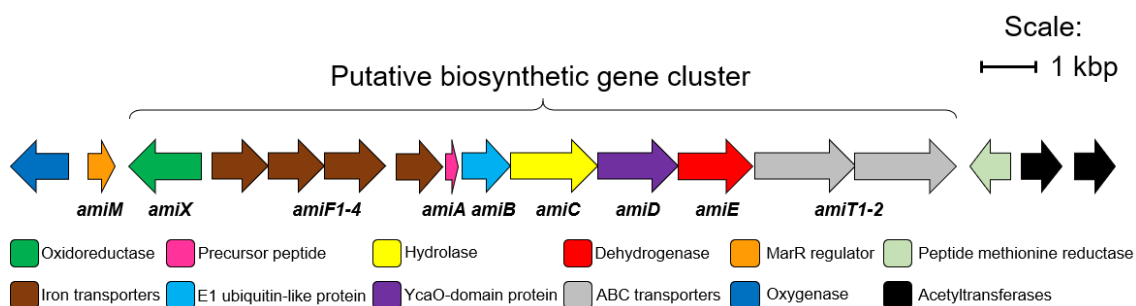 Scale:
1 kbp
Putative biosynthetic gene cluster
amiM amiX amiF1-4 amiA amiB amiC amiD amiE amiT1-2
Oxidoreductase Precursor peptide Hydrolase Dehydrogenase MarR regulator Peptide methionine reductase
Iron transporters E1 ubiquitin-like protein YcaO-domain protein ABC transporters Oxygenase Acetyltransferases